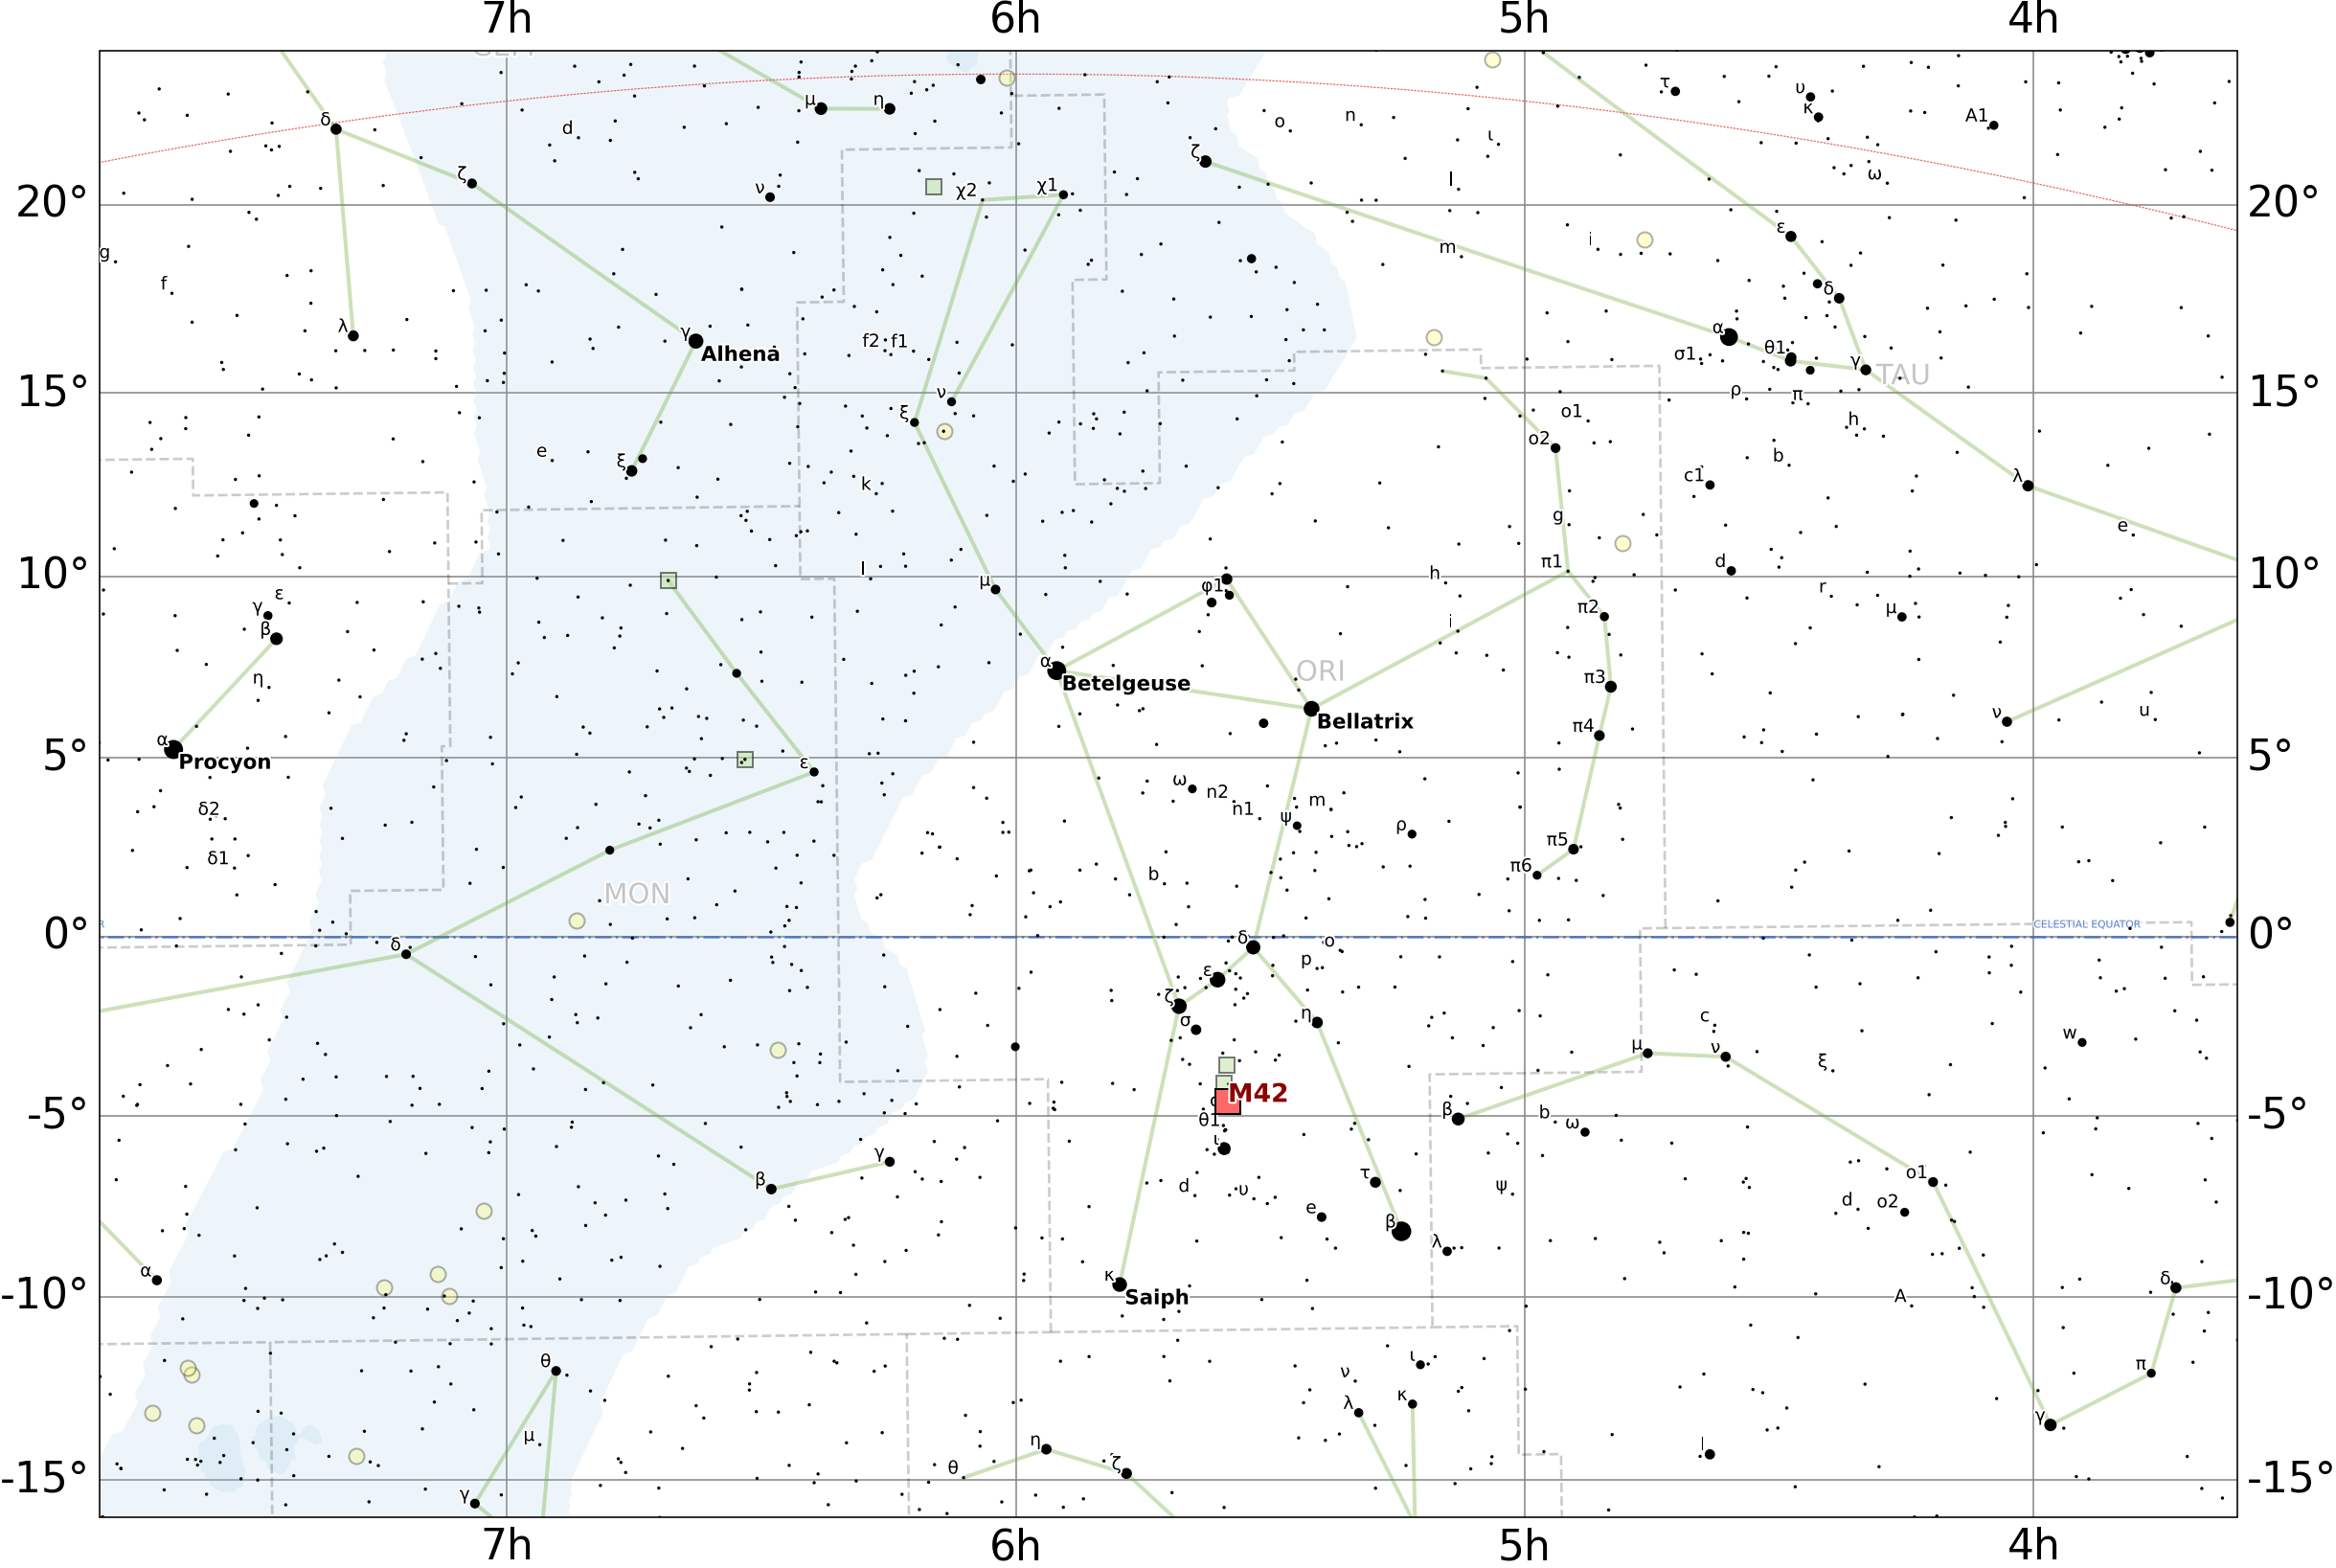 7h 6h 5h 4h
μ η τ υ κ A1
δ d o n ι
ζ ζ
ν χ2 χ1 l ω
20° 20°
g m i ε
f δ
λ γ f2 f1 α θ1
Alhena σ1 γ TAU
15° ν ρ π 15°
ξ o1 h
e ξ o2 b
k c1 λ
g e
10° l μ π1 d 10°
ε φ1 h r
γ π2 μ
β i
α ORI
η Betelgeuse π3
Bellatrix π4 ν u
α
5° Procyon ε 5°
ω n2 m
δ2 n1 ψ ρ
δ1 π5
b π6
MON
CELESTIAL EQUATOR
0° δ δ o 0°
ε p
ζ
σ η c w
μ ν ξ
M42
-5° θ1 β b ω -5°
ι
β γ τ o1
d υ ψ d o2
e β
λ
α κ δ
-10° Saiph A -10°
θ ι π
ν
λ κ
μ γ
η l
θ ζ
-15° -15°
γ
7h 6h 5h 4h